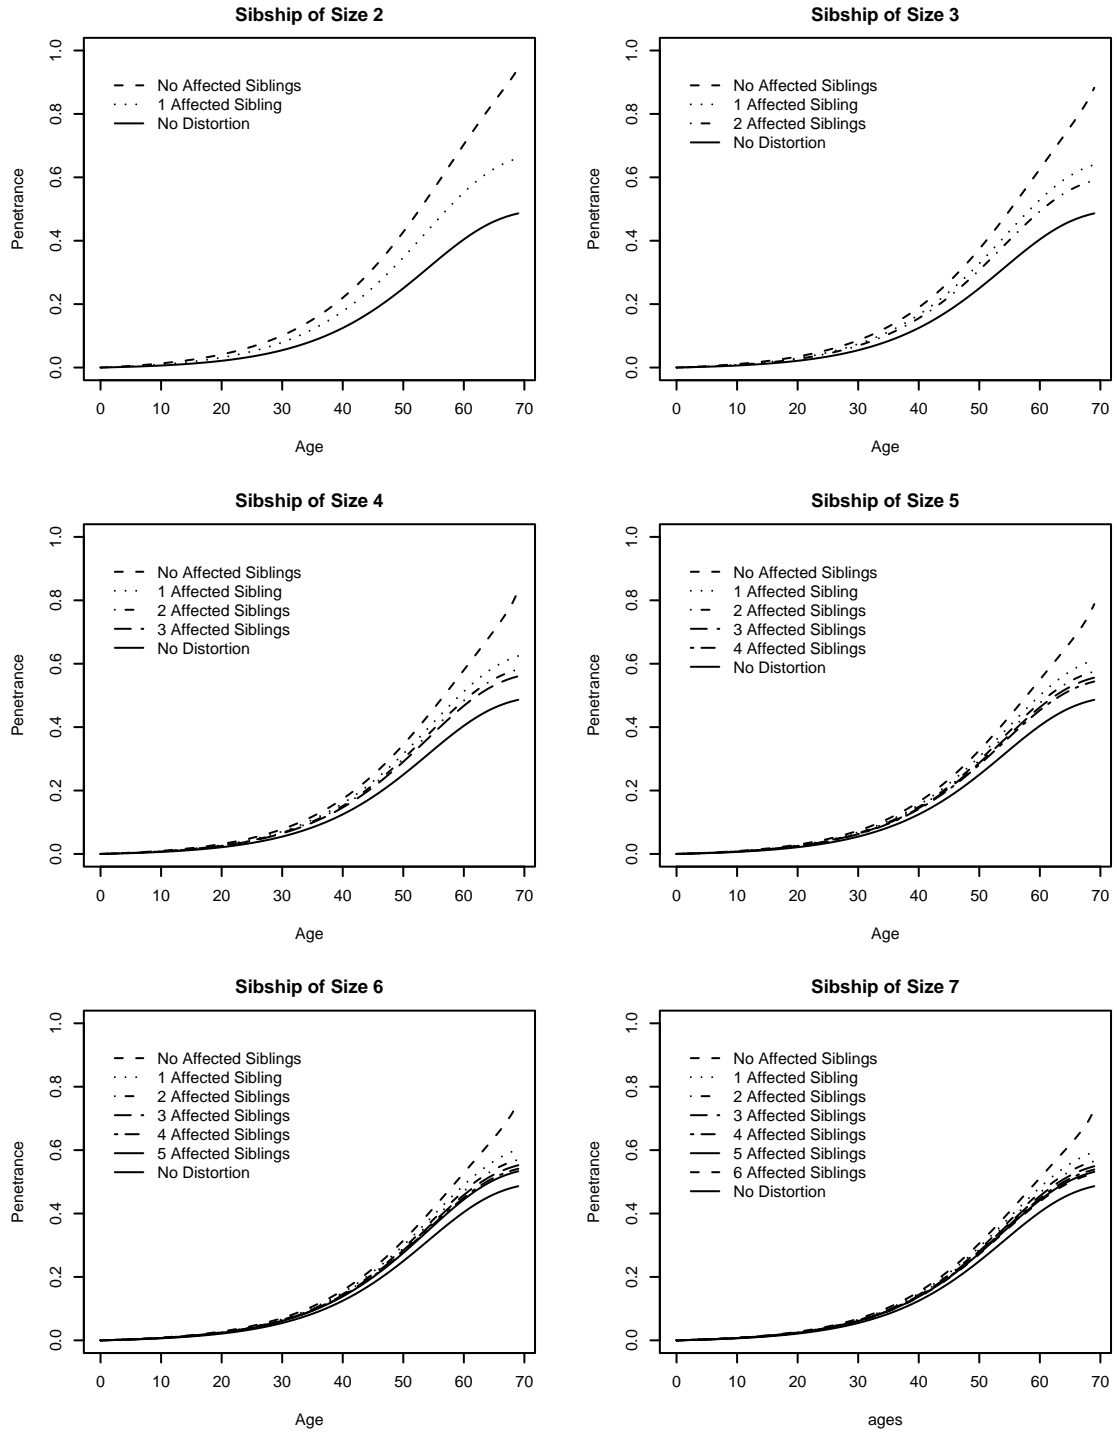 Sibship of Size 2
1.0
0.8
0.6
0.4
0.2
0.0
Penetrance
No Affected Siblings
1 Affected Sibling
No Distortion
0 10 20 30 40 50 60 70
Age
Sibship of Size 3
1.0
0.8
0.6
0.4
0.2
0.0
Penetrance
No Affected Siblings
1 Affected Sibling
2 Affected Siblings
No Distortion
0 10 20 30 40 50 60 70
Age
Sibship of Size 4
1.0
0.8
0.6
0.4
0.2
0.0
Penetrance
No Affected Siblings
1 Affected Sibling
2 Affected Siblings
3 Affected Siblings
No Distortion
0 10 20 30 40 50 60 70
Age
Sibship of Size 5
1.0
0.8
0.6
0.4
0.2
0.0
Penetrance
No Affected Siblings
1 Affected Sibling
2 Affected Siblings
3 Affected Siblings
4 Affected Siblings
No Distortion
0 10 20 30 40 50 60 70
Age
Sibship of Size 6
1.0
0.8
0.6
0.4
0.2
0.0
Penetrance
No Affected Siblings
1 Affected Sibling
2 Affected Siblings
3 Affected Siblings
4 Affected Siblings
5 Affected Siblings
No Distortion
0 10 20 30 40 50 60 70
Age
Sibship of Size 7
1.0
0.8
0.6
0.4
0.2
0.0
Penetrance
No Affected Siblings
1 Affected Sibling
2 Affected Siblings
3 Affected Siblings
4 Affected Siblings
5 Affected Siblings
6 Affected Siblings
No Distortion
0 10 20 30 40 50 60 70
ages